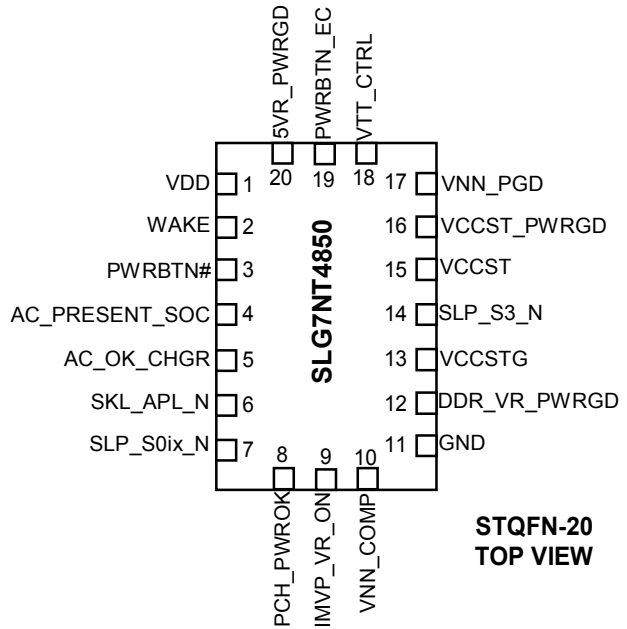 5VR_PWRGD
PWRBTN_EC
VTT_CTRL
20
19
18
VDD
1
WAKE
2
PWRBTN#
3
AC_PRESENT_SOC
4
AC_OK_CHGR
5
SKL_APL_N
6
SLP_S0ix_N
7
SLG7NT4850
17
VNN_PGD
16
VCCST_PWRGD
15
VCCST
14
SLP_S3_N
13
VCCSTG
12
DDR_VR_PWRGD
11
GND
8
9
10
PCH_PWROK
IMVP_VR_ON
VNN_COMP
STQFN-20
TOP VIEW